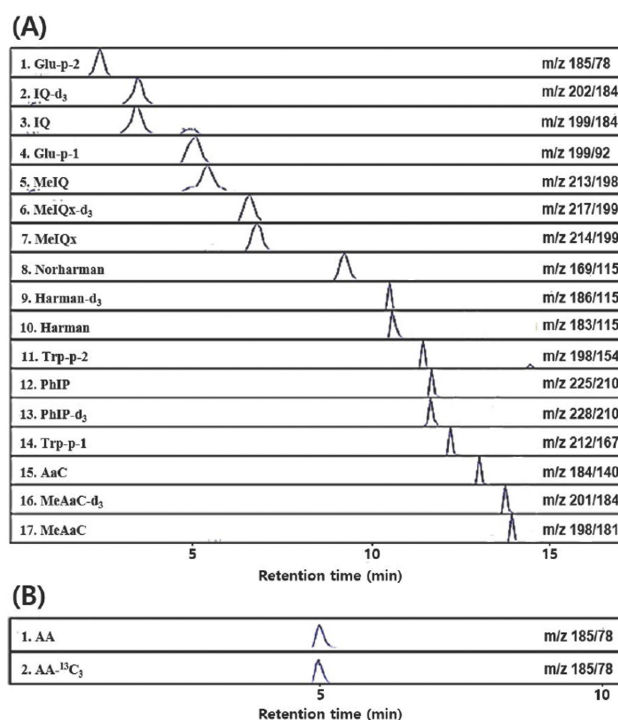 (A)
1. Glu-p-2 m/z 185/78
2. IQ-d₃ m/z 202/184
3. IQ m/z 199/184
4. Glu-p-1 m/z 199/92
5. MeIQ m/z 213/198
6. MeIQx-d₃ m/z 217/199
7. MeIQx m/z 214/199
8. Norharman m/z 169/115
9. Harman-d₃ m/z 186/115
10. Harman m/z 183/115
11. Trp-p-2 m/z 198/154
12. PhIP m/z 225/210
13. PhIP-d₃ m/z 228/210
14. Trp-p-1 m/z 212/167
15. AaC m/z 184/140
16. MeAaC-d₃ m/z 201/184
17. MeAaC m/z 198/181
5 10 15
Retention time (min)
(B)
1. AA m/z 185/78
2. AA-¹³C₃ m/z 185/78
5 10
Retention time (min)